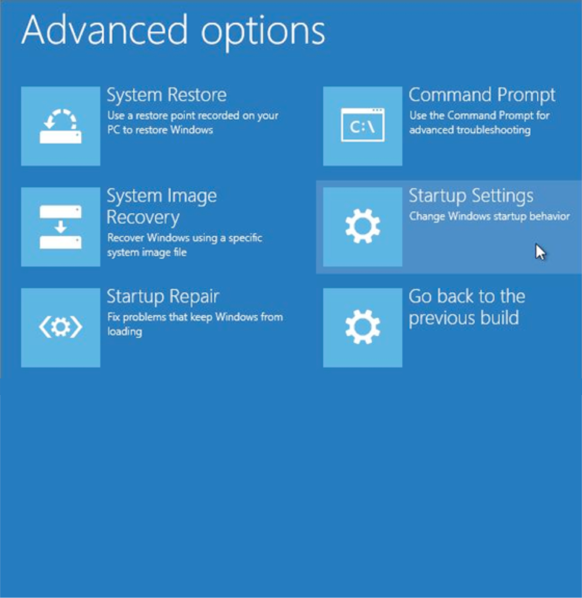 Advanced options
System Restore
Use a restore point recorded on your
PC to restore Windows
Command Prompt
Use the Command Prompt for
advanced troubleshooting
System Image
Recovery
Recover Windows using a specific
system image file
Startup Settings
Change Windows startup behavior
Startup Repair
Fix problems that keep Windows from
loading
Go back to the
previous build
C:\